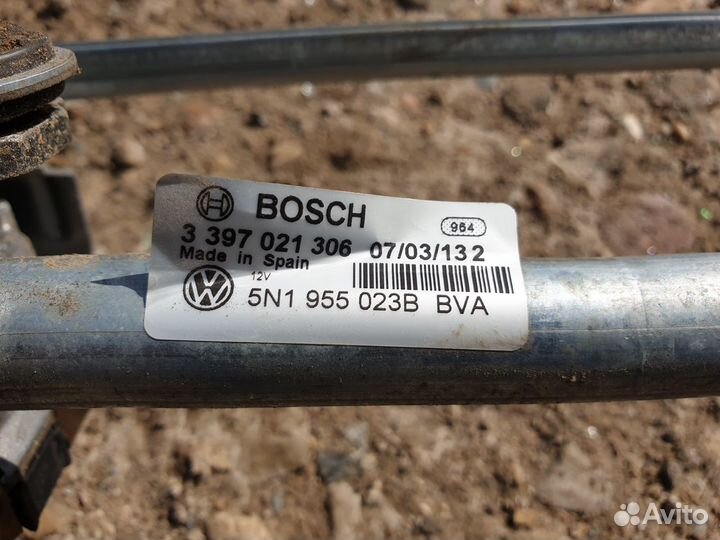 BOSCH
964
3 397 021 306 07/03/13 2
Made in Spain
12V
VW
5N1 955 023B BVA
Avito